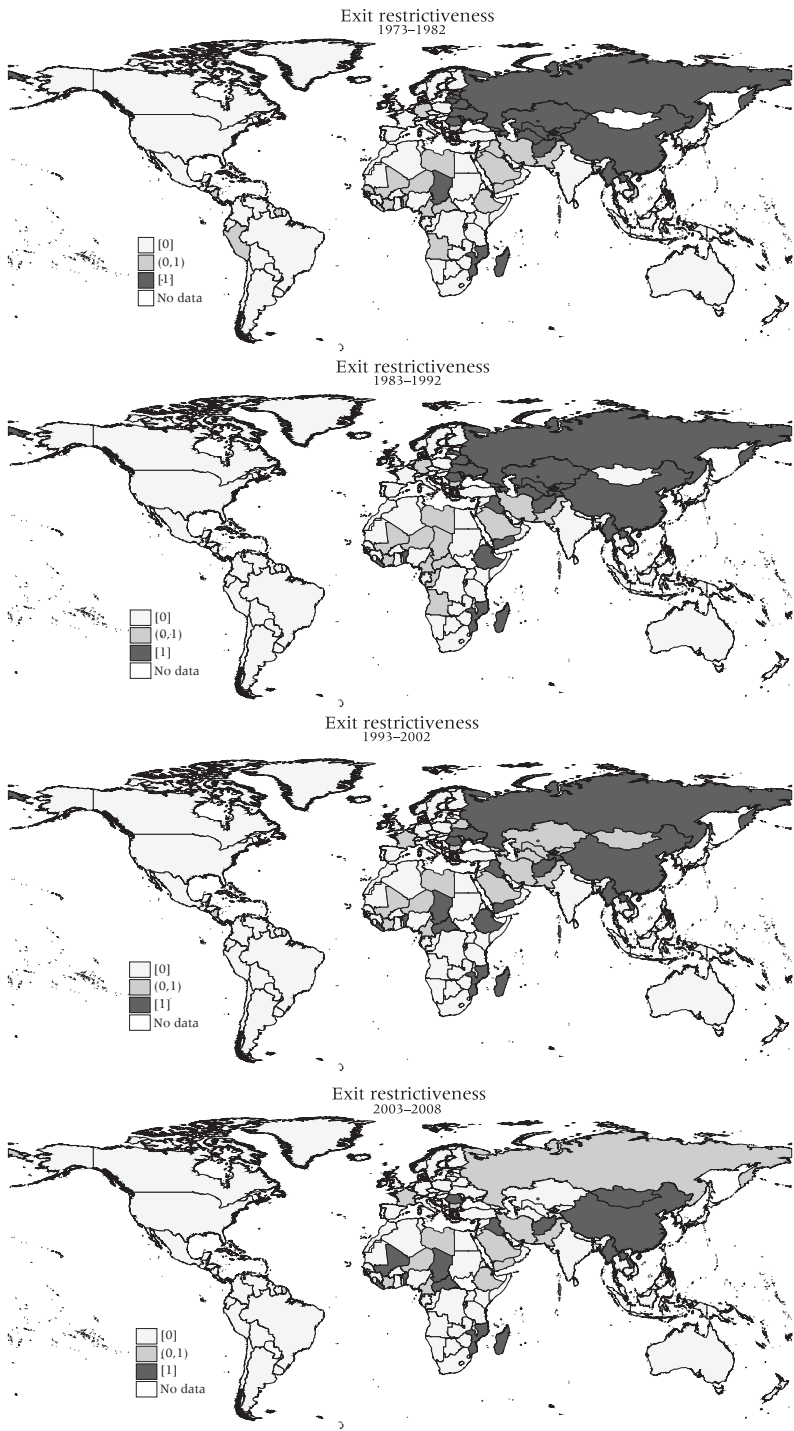 Exit restrictiveness
1973–1982
[0]
(0,1)
[1]
No data
Exit restrictiveness
1983–1992
[0]
(0,1)
[1]
No data
Exit restrictiveness
1993–2002
[0]
(0,1)
[1]
No data
Exit restrictiveness
2003–2008
[0]
(0,1)
[1]
No data